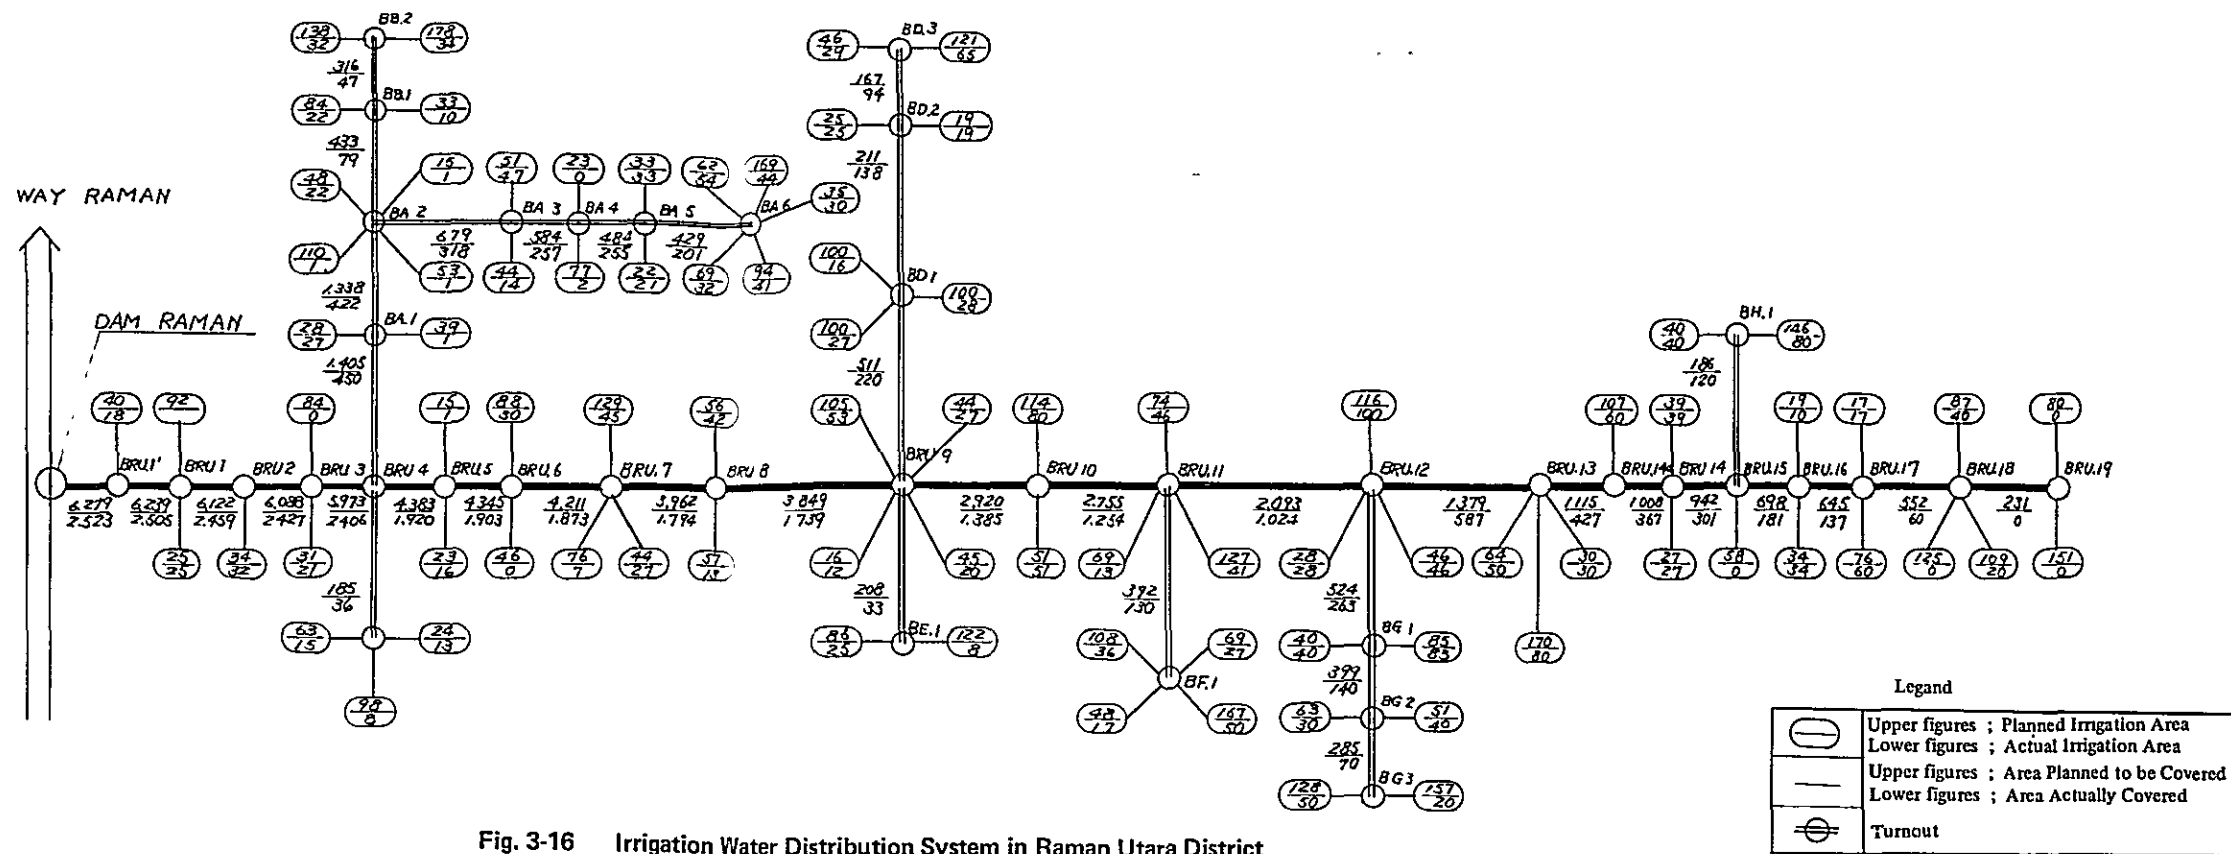 BB.2
138 178
32 34
316
47
BB.1
84 33
22 10
433
79
48 15
22 1
BA 2
110 53
1 1
51 23 33 62 169 35
47 0 33 54 44 30
BA 3 BA 4 BA 5 BA 6
679 584 484 429
318 257 255 201
44 77 22 69 94
14 2 21 32 41
1.338
422
BA.1
28 39
27 1
1.405
450
BD.3
46 121
29 65
167
94
BD.2
25 19
25 19
211
138
BD 1
100 100
16 28
100
27
511
220
BH.1
40 146
40 80
186
120
WAY RAMAN
DAM RAMAN
40 92 84 15 88 129 56 105 44 114 74 116 107 39 19 17 87 80
18 0 1 30 45 42 53 27 80 46 100 60 39 10 17 40 0
BRU.1' BRU 1 BRU 2 BRU 3 BRU 4 BRU.5 BRU.6 BRU.7 BRU 8 BRU 9 BRU 10 BRU.11 BRU.12 BRU.13 BRU.14a BRU 14 BRU.15 BRU.16 BRU.17 BRU.18 BRU.19
6.279 6.239 6.122 6.088 5.973 4.383 4.345 4.211 3.962 3.849 2.920 2.755 2.093 1.379 1.115 1.008 942 698 645 552 231
2.523 2.505 2.459 2.427 2.406 1.920 1.903 1.873 1.794 1.739 1.385 1.254 1.024 587 427 367 301 181 137 60 0
25 34 31 23 46 76 44 57 16 45 51 69 127 28 46 64 30 27 58 34 76 125 109 151
25 32 21 16 0 7 27 13 12 20 51 13 41 28 46 50 30 27 0 34 60 0 20 0
170
80
185
36
63 24
15 13
98
8
208
33
BE.1
86 122
25 8
392
130
BF.1
108 69
36 27
48 167
17 50
524
263
BG 1
40 85
40 83
399
140
BG 2
63 51
30 40
285
70
BG 3
128 157
50 20
Legand
Upper figures ; Planned Irrigation Area
Lower figures ; Actual Irrigation Area
Upper figures ; Area Planned to be Covered
Lower figures ; Area Actually Covered
Turnout
Fig. 3-16 Irrigation Water Distribution System in Raman Utara District